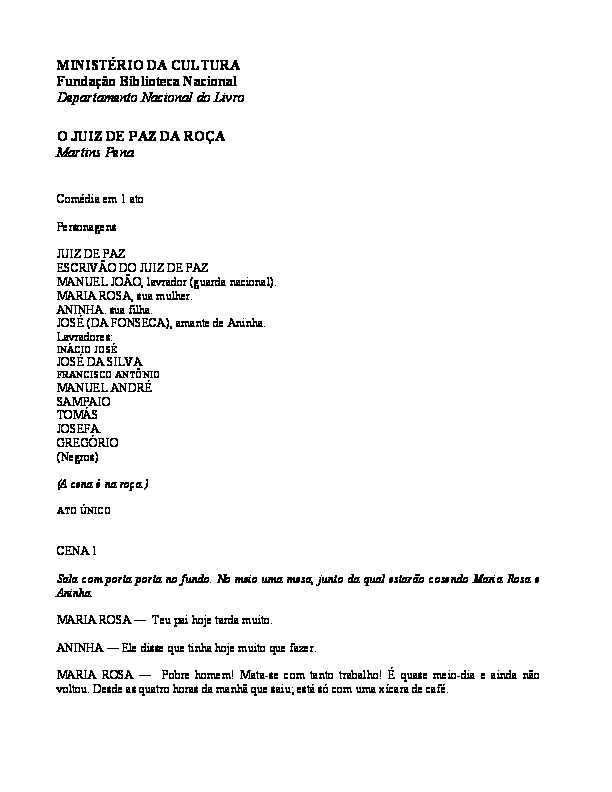 MINISTÉRIO DA CULTURA
Fundação Biblioteca Nacional
Departamento Nacional do Livro
O JUIZ DE PAZ DA ROÇA
Martins Pena
Comédia em 1 ato
Personagens
JUIZ DE PAZ
ESCRIVÃO DO JUIZ DE PAZ
MANUEL JOÃO, lavrador (guarda nacional).
MARIA ROSA, sua mulher.
ANINHA. sua filha.
JOSÉ (DA FONSECA), amante de Aninha.
Lavradores:
INÁCIO JOSÉ
JOSÉ DA SILVA
FRANCISCO ANTÔNIO
MANUEL ANDRÉ
SAMPAIO
TOMÁS
JOSEFA.
GREGÓRIO
(Negros)
(A cena é na roça.)
ATO ÚNICO
CENA I
Sala com porta porta no fundo. No meio uma mesa, junto da qual estarão cosendo Maria Rosa e
Aninha.
MARIA ROSA — Teu pai hoje tarda muito.
ANINHA — Ele disse que tinha hoje muito que fazer.
MARIA ROSA — Pobre homem! Mata-se com tanto trabalho! É quase meio-dia e ainda não
voltou. Desde as quatro horas da manhã que saiu; está só com uma xícara de café.